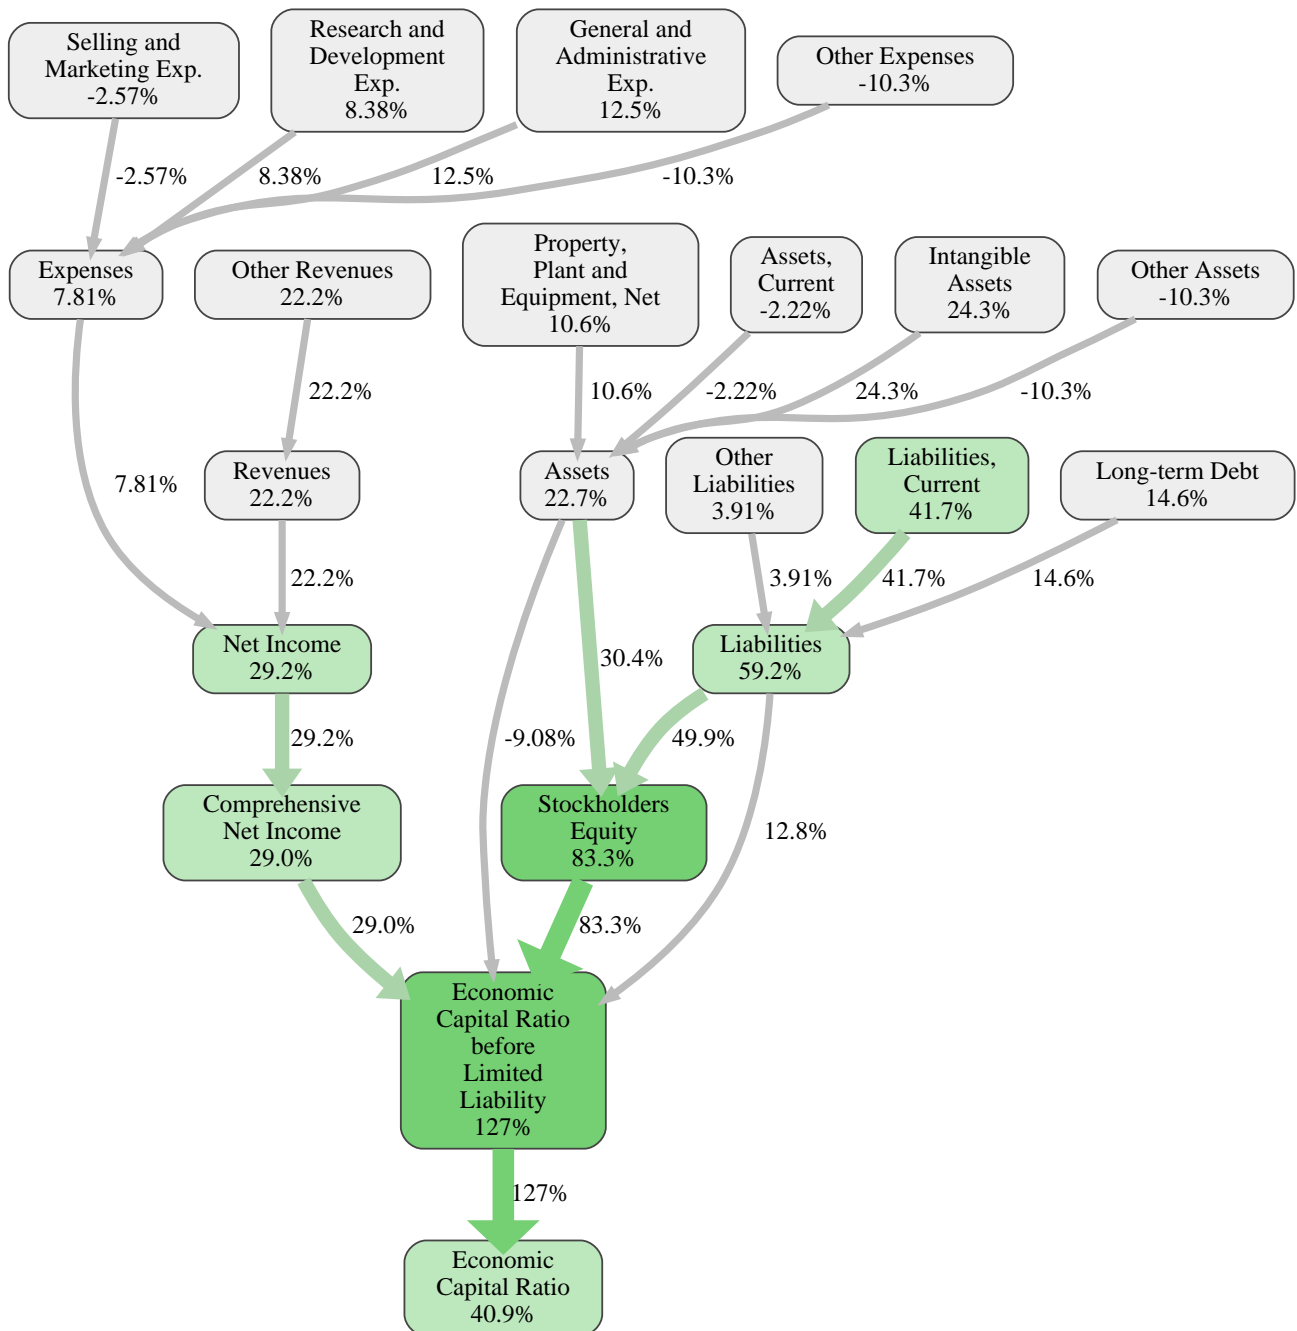 Selling and
Marketing Exp.
-2.57%
Research and
Development
Exp.
8.38%
General and
Administrative
Exp.
12.5%
Other Expenses
-10.3%
-2.57%
8.38%
12.5%
-10.3%
Expenses
7.81%
Other Revenues
22.2%
Property,
Plant and
Equipment, Net
10.6%
Assets,
Current
-2.22%
Intangible
Assets
24.3%
Other Assets
-10.3%
22.2%
10.6%
-2.22%
24.3%
-10.3%
7.81%
Revenues
22.2%
Assets
22.7%
Other
Liabilities
3.91%
Liabilities,
Current
41.7%
Long-term Debt
14.6%
22.2%
3.91%
41.7%
14.6%
Net Income
29.2%
30.4%
Liabilities
59.2%
29.2%
-9.08%
49.9%
Comprehensive
Net Income
29.0%
Stockholders
Equity
83.3%
12.8%
29.0%
83.3%
Economic
Capital Ratio
before
Limited
Liability
127%
127%
Economic
Capital Ratio
40.9%